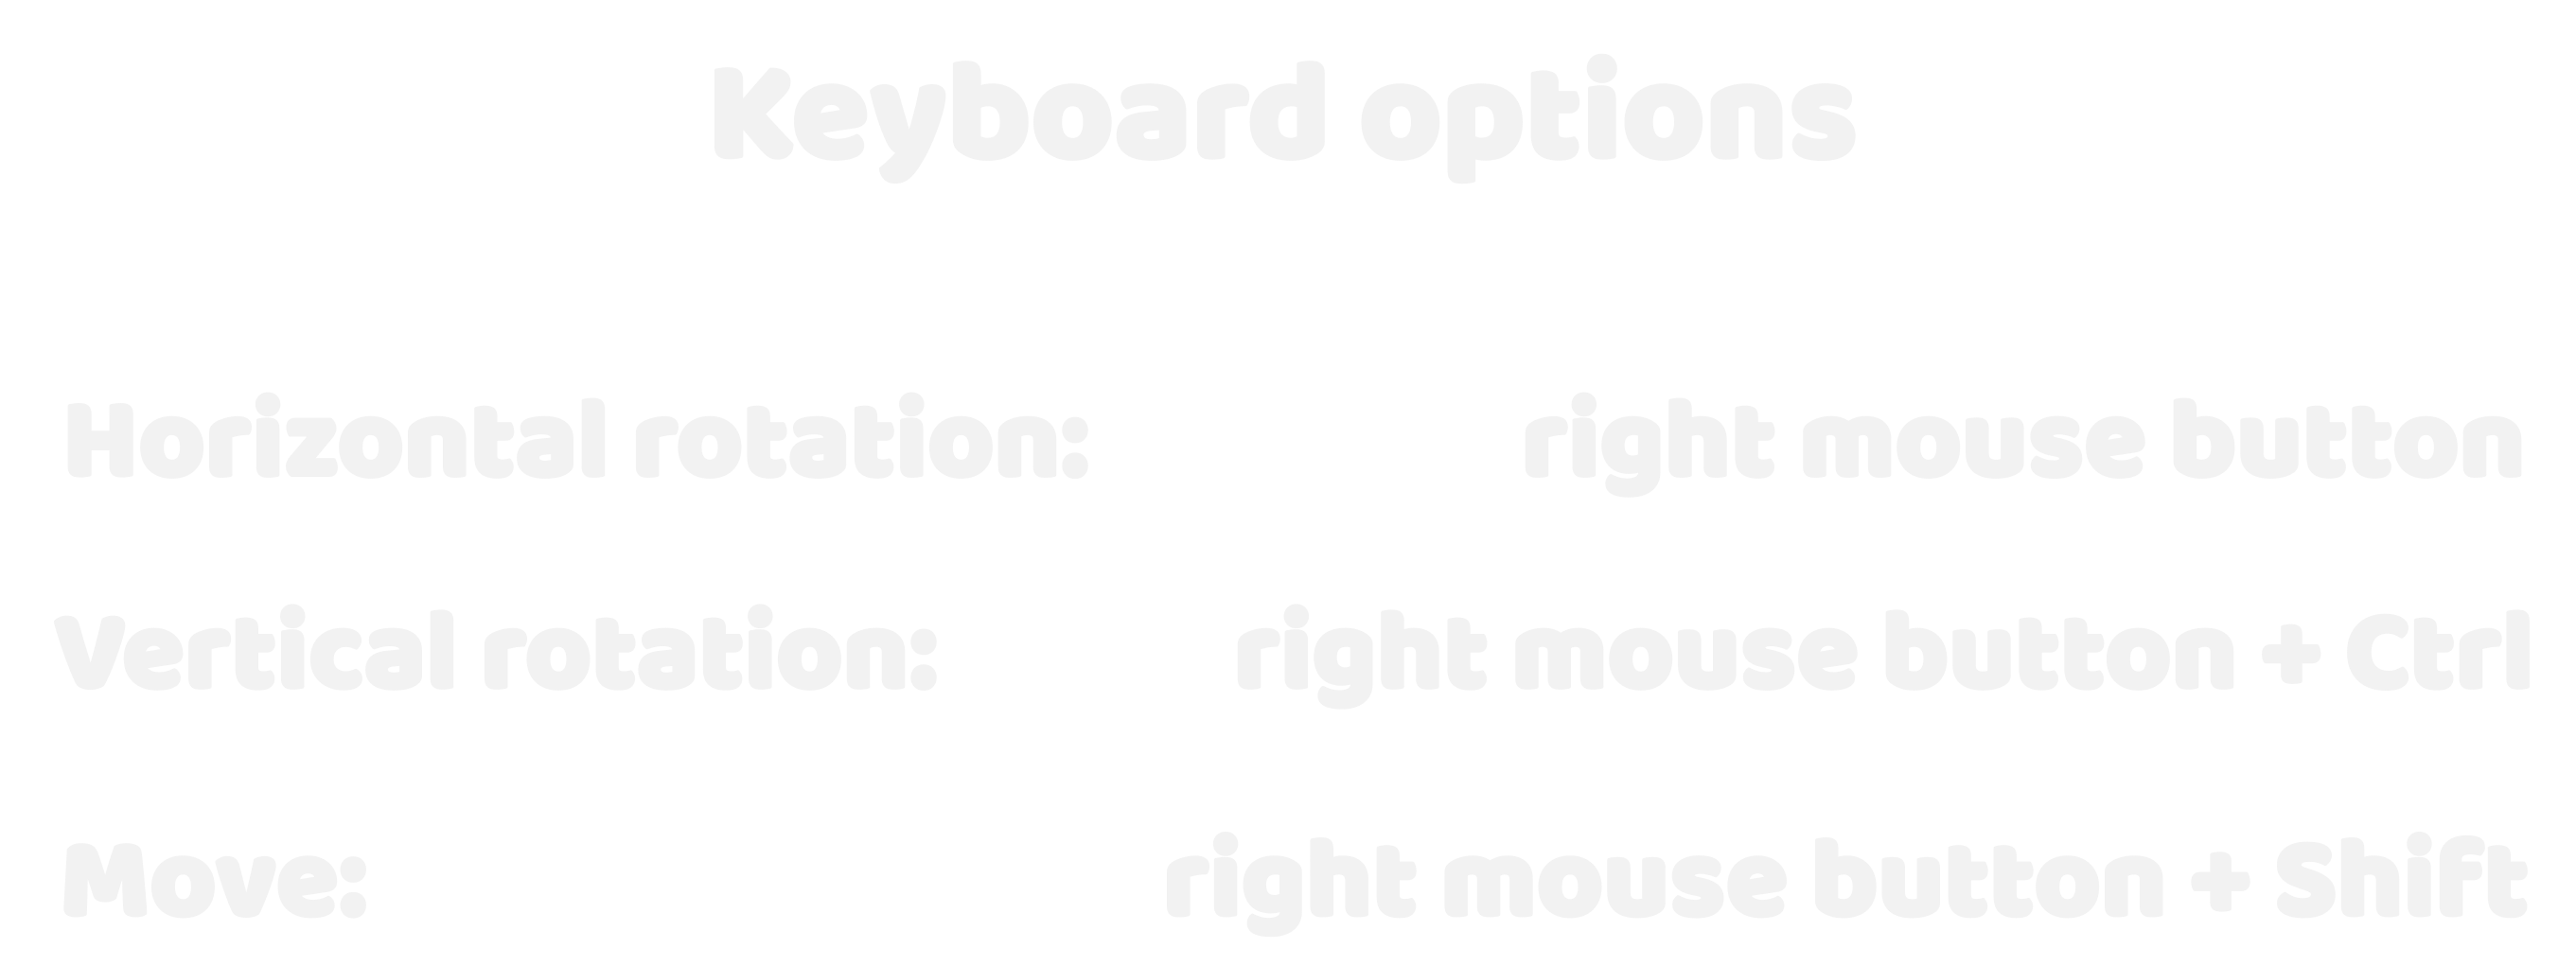 Keyboard options
Horizontal rotation: right mouse button
Vertical rotation: right mouse button + Ctrl
Move: right mouse button + Shift